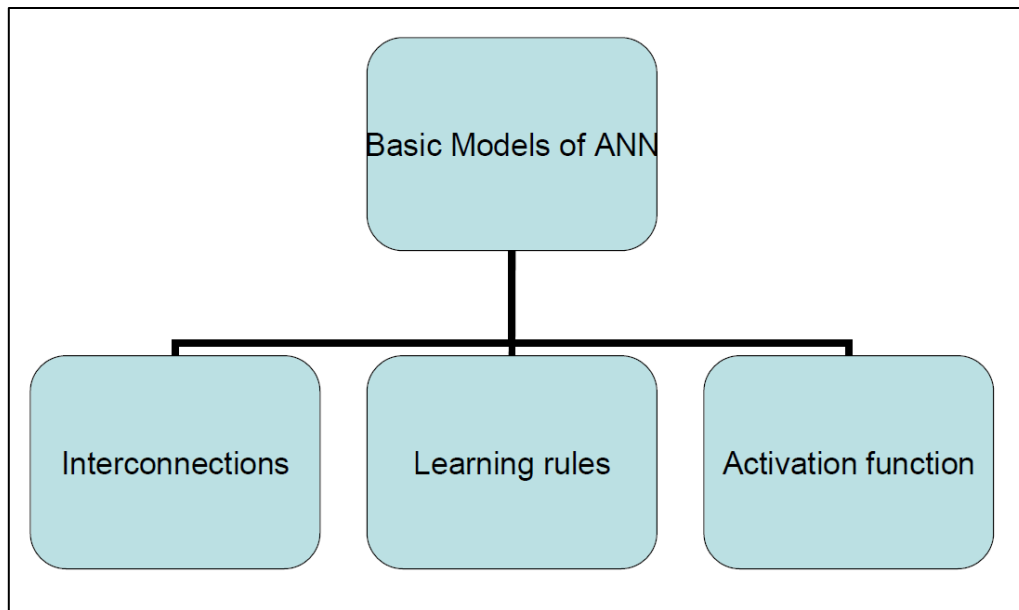 Basic Models of ANN
Interconnections
Learning rules
Activation function